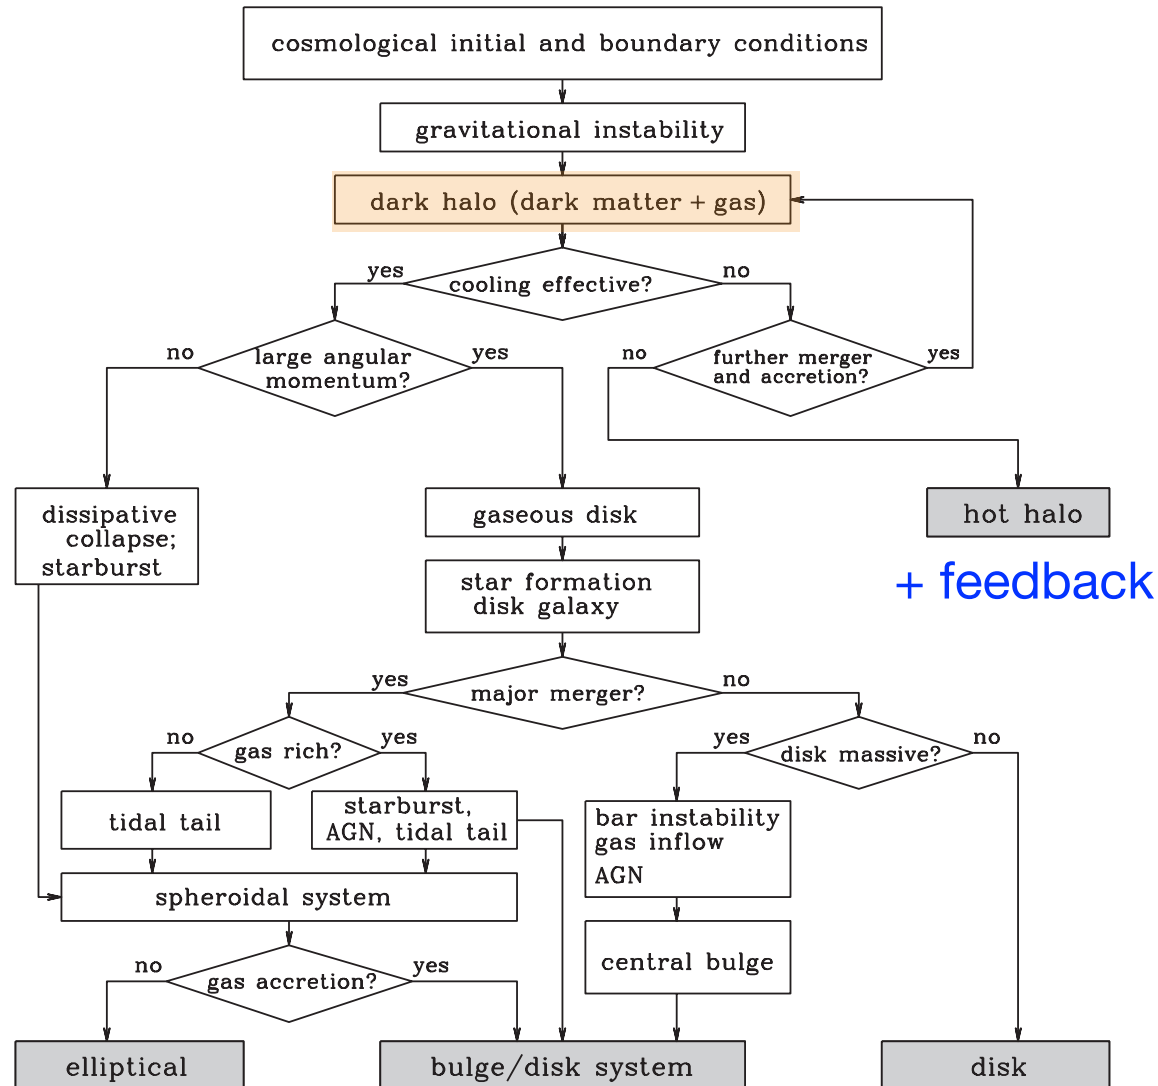 cosmological initial and boundary conditions
gravitational instability
dark halo (dark matter + gas)
yes
no
cooling effective?
no
large angular
momentum?
yes
no
further merger
and accretion?
yes
dissipative
collapse;
starburst
gaseous disk
hot halo
+ feedback
star formation
disk galaxy
yes
major merger?
no
no
gas rich?
yes
yes
disk massive?
no
tidal tail
starburst,
AGN, tidal tail
bar instability
gas inflow
AGN
spheroidal system
central bulge
no
gas accretion?
yes
elliptical
bulge/disk system
disk